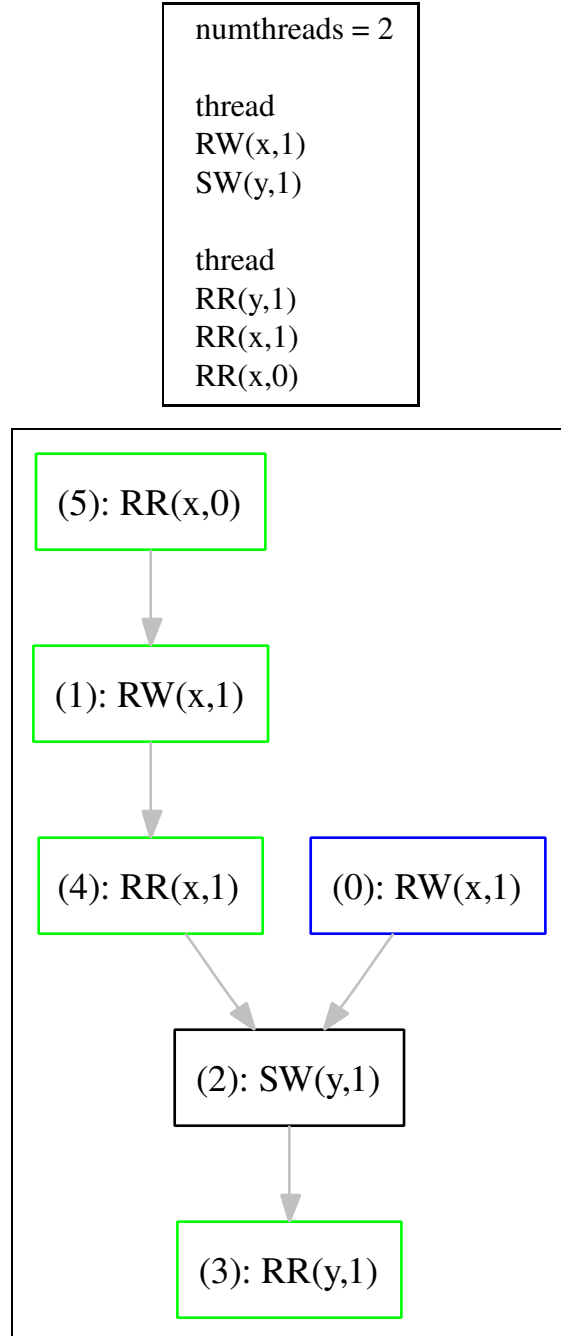 numthreads = 2
thread
RW(x,1)
SW(y,1)
thread
RR(y,1)
RR(x,1)
RR(x,0)
(5): RR(x,0)
(1): RW(x,1)
(4): RR(x,1)
(0): RW(x,1)
(2): SW(y,1)
(3): RR(y,1)